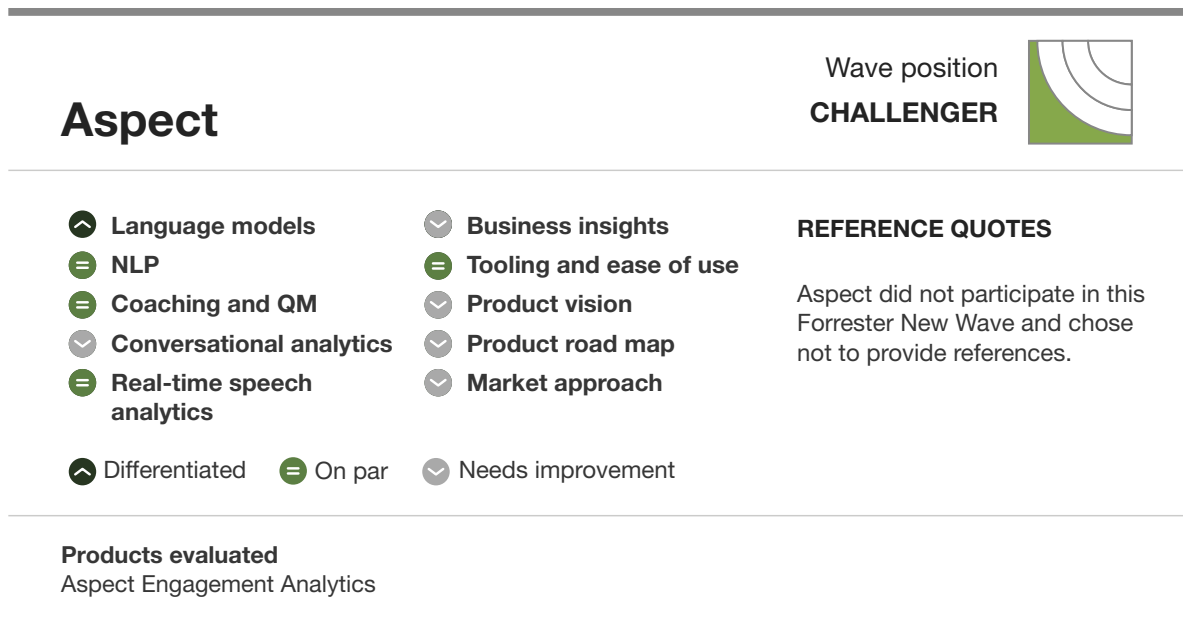 Aspect
Wave position
CHALLENGER
Language models
NLP
Coaching and QM
Conversational analytics
Real-time speech
analytics
Business insights
Tooling and ease of use
Product vision
Product road map
Market approach
REFERENCE QUOTES
Aspect did not participate in this
Forrester New Wave and chose
not to provide references.
Differentiated
On par
Needs improvement
Products evaluated
Aspect Engagement Analytics